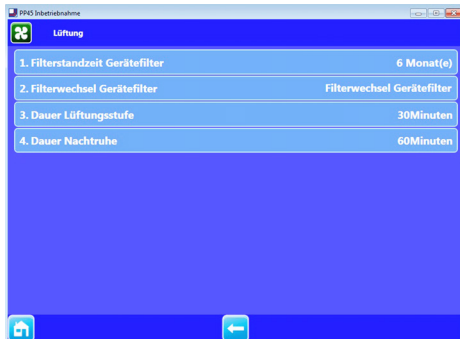 PP45 Inbetriebnahme
Lüftung
1. Filterstandzeit Gerätefilter 6 Monat(e)
2. Filterwechsel Gerätefilter Filterwechsel Gerätefilter
3. Dauer Lüftungsstufe 30Minuten
4. Dauer Nachtruhe 60Minuten